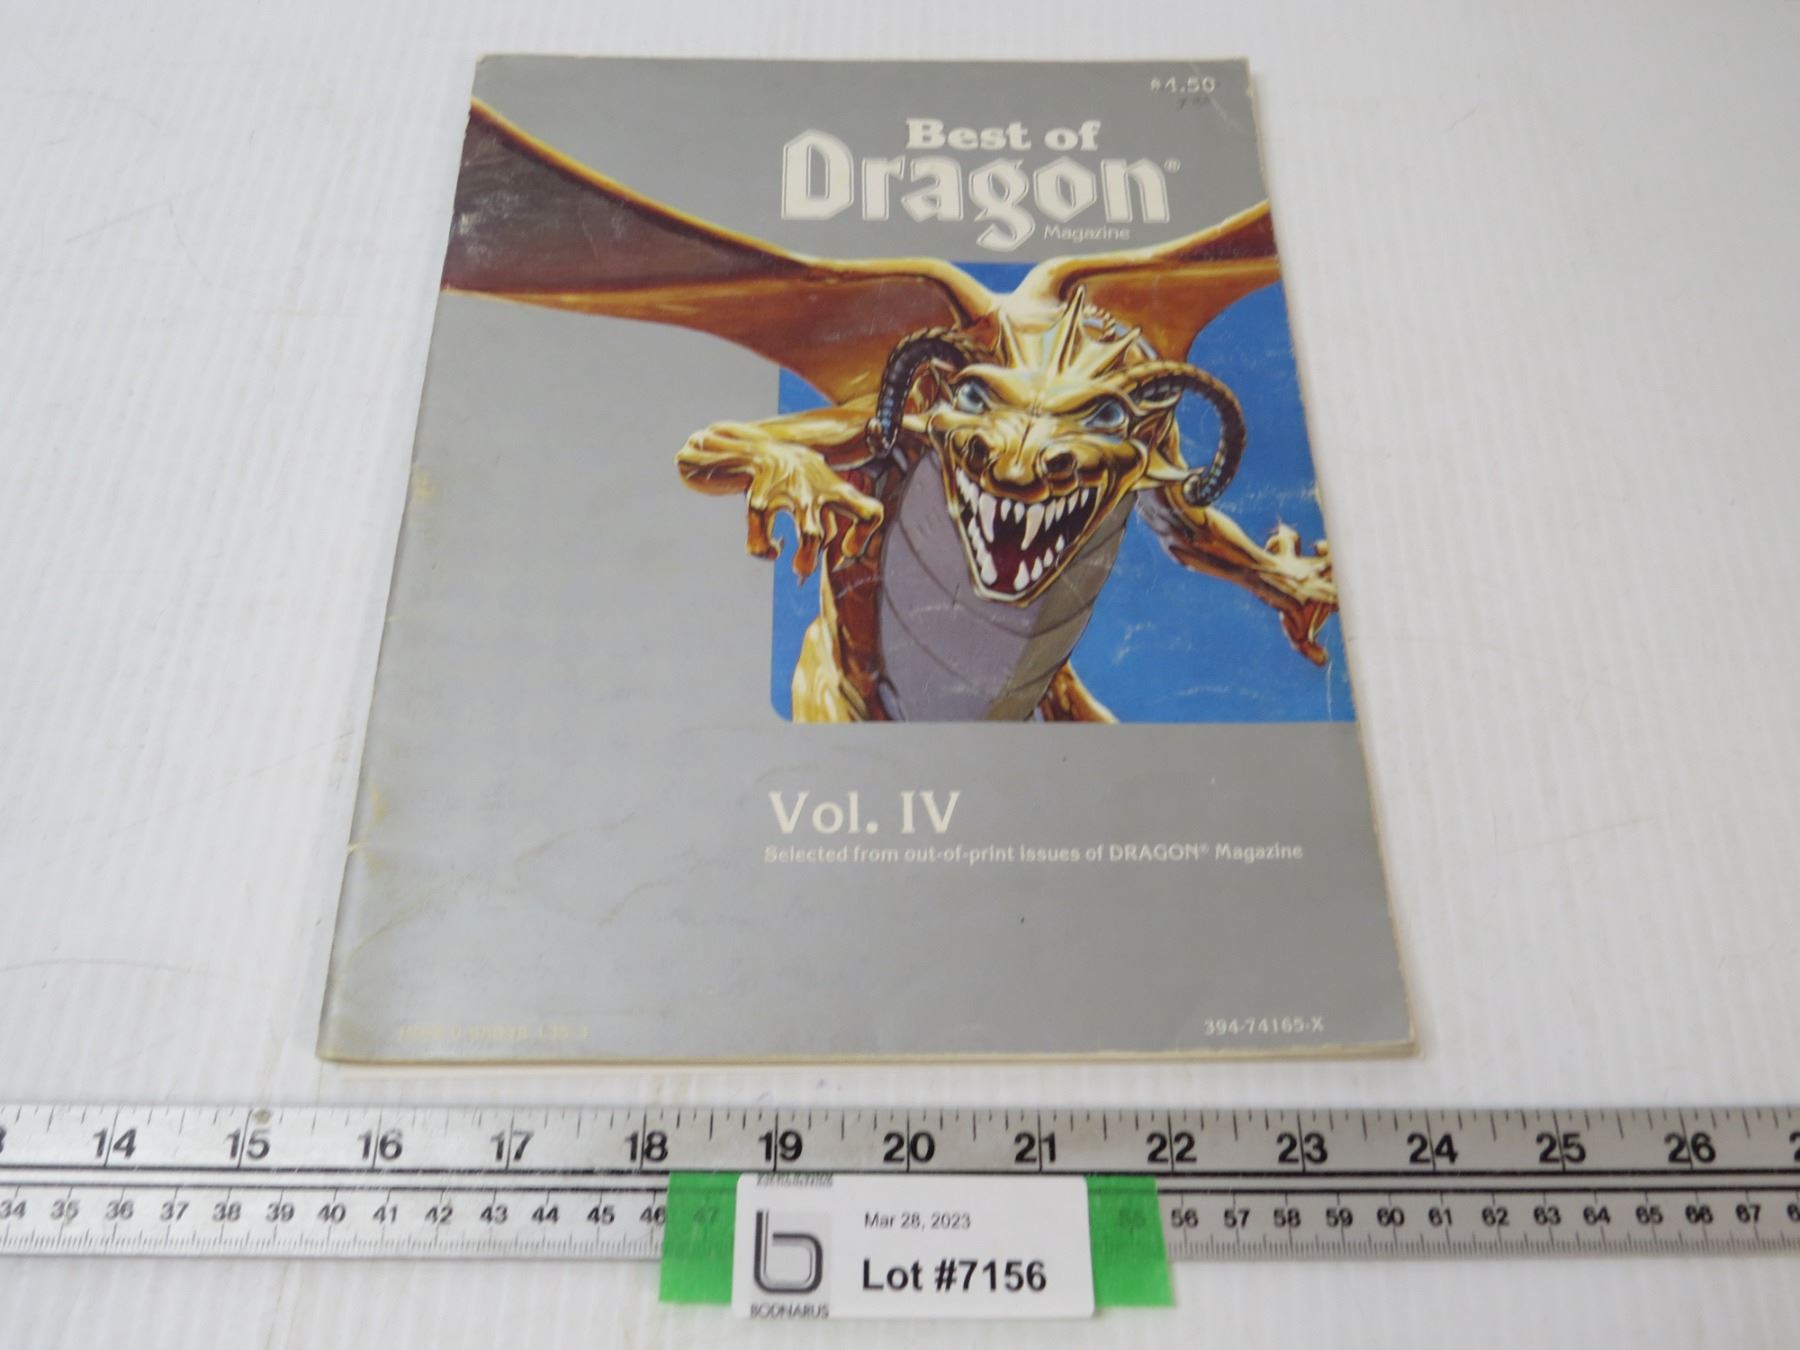 $4.50
Best of
Dragon®
Magazine
Vol. IV
Selected from out-of-print issues of DRAGON® Magazine
394-74165-X
14 15 16 17 18 19 20 21 22 23 24 25 26
34 35 36 37 38 39 40 41 42 43 44 45 46 47 55 56 57 58 59 60 61 62 63 64 65 66 67
Mar 28, 2023
Lot #7156
BODNARUS